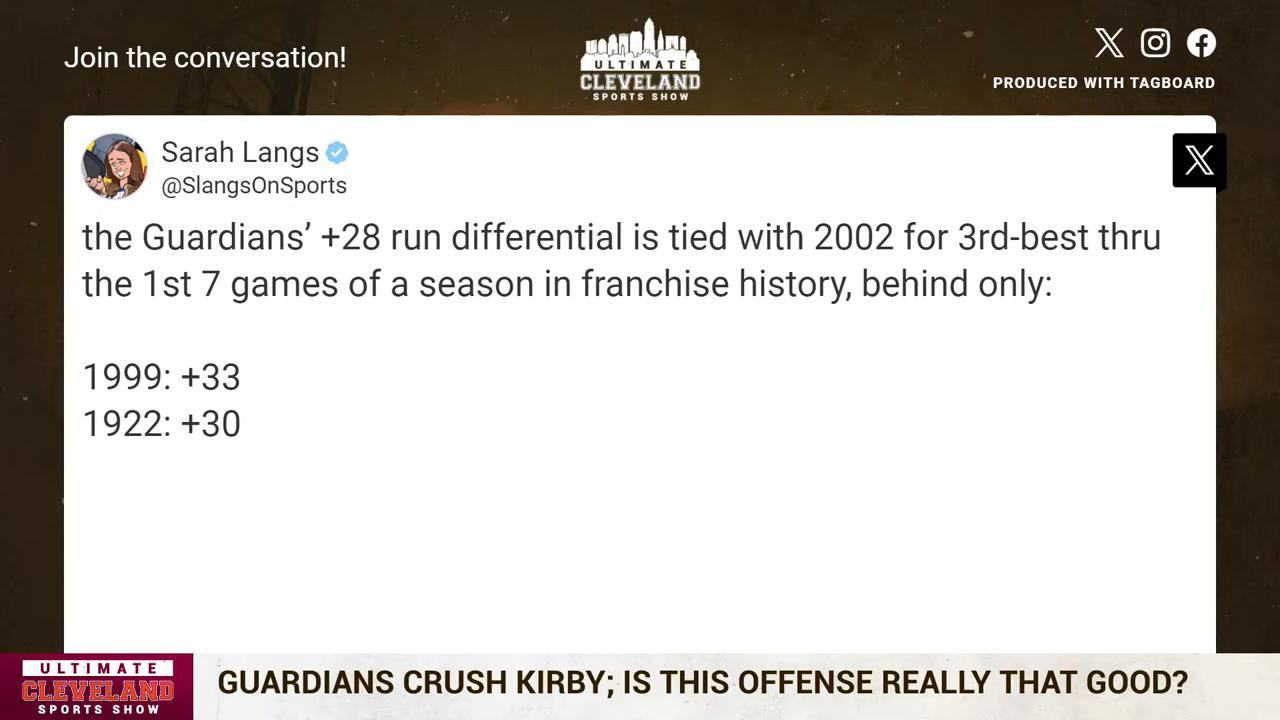 Join the conversation!
ULTIMATE
CLEVELAND
SPORTS SHOW
PRODUCED WITH TAGBOARD
Sarah Langs
@SlangsOnSports
the Guardians’ +28 run differential is tied with 2002 for 3rd-best thru
the 1st 7 games of a season in franchise history, behind only:
1999: +33
1922: +30
ULTIMATE
CLEVELAND
SPORTS SHOW
GUARDIANS CRUSH KIRBY; IS THIS OFFENSE REALLY THAT GOOD?